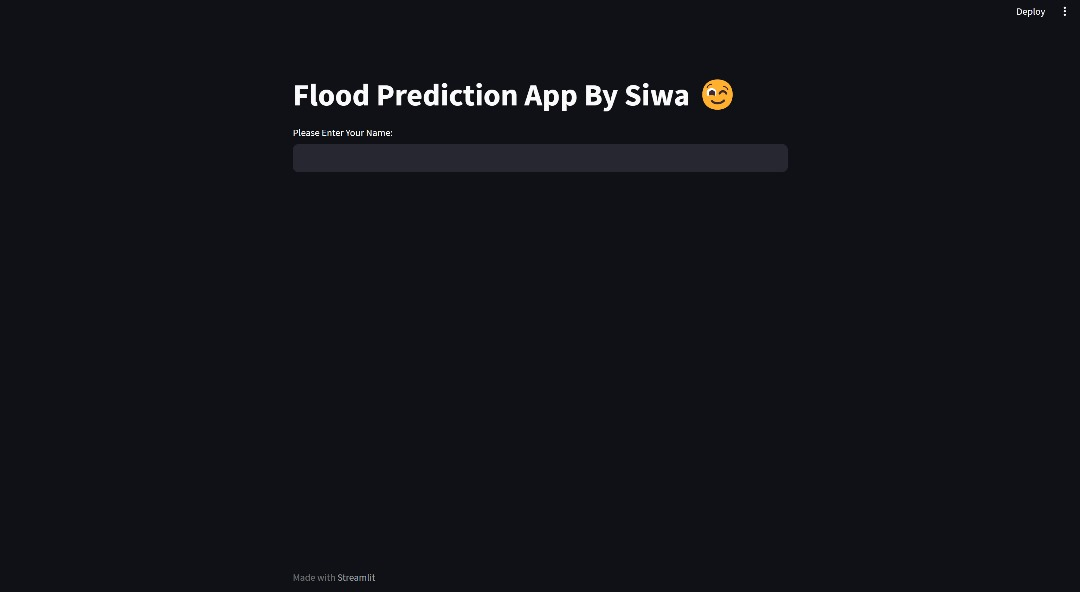 Deploy
Flood Prediction App By Siwa 😉
Please Enter Your Name:
Made with Streamlit